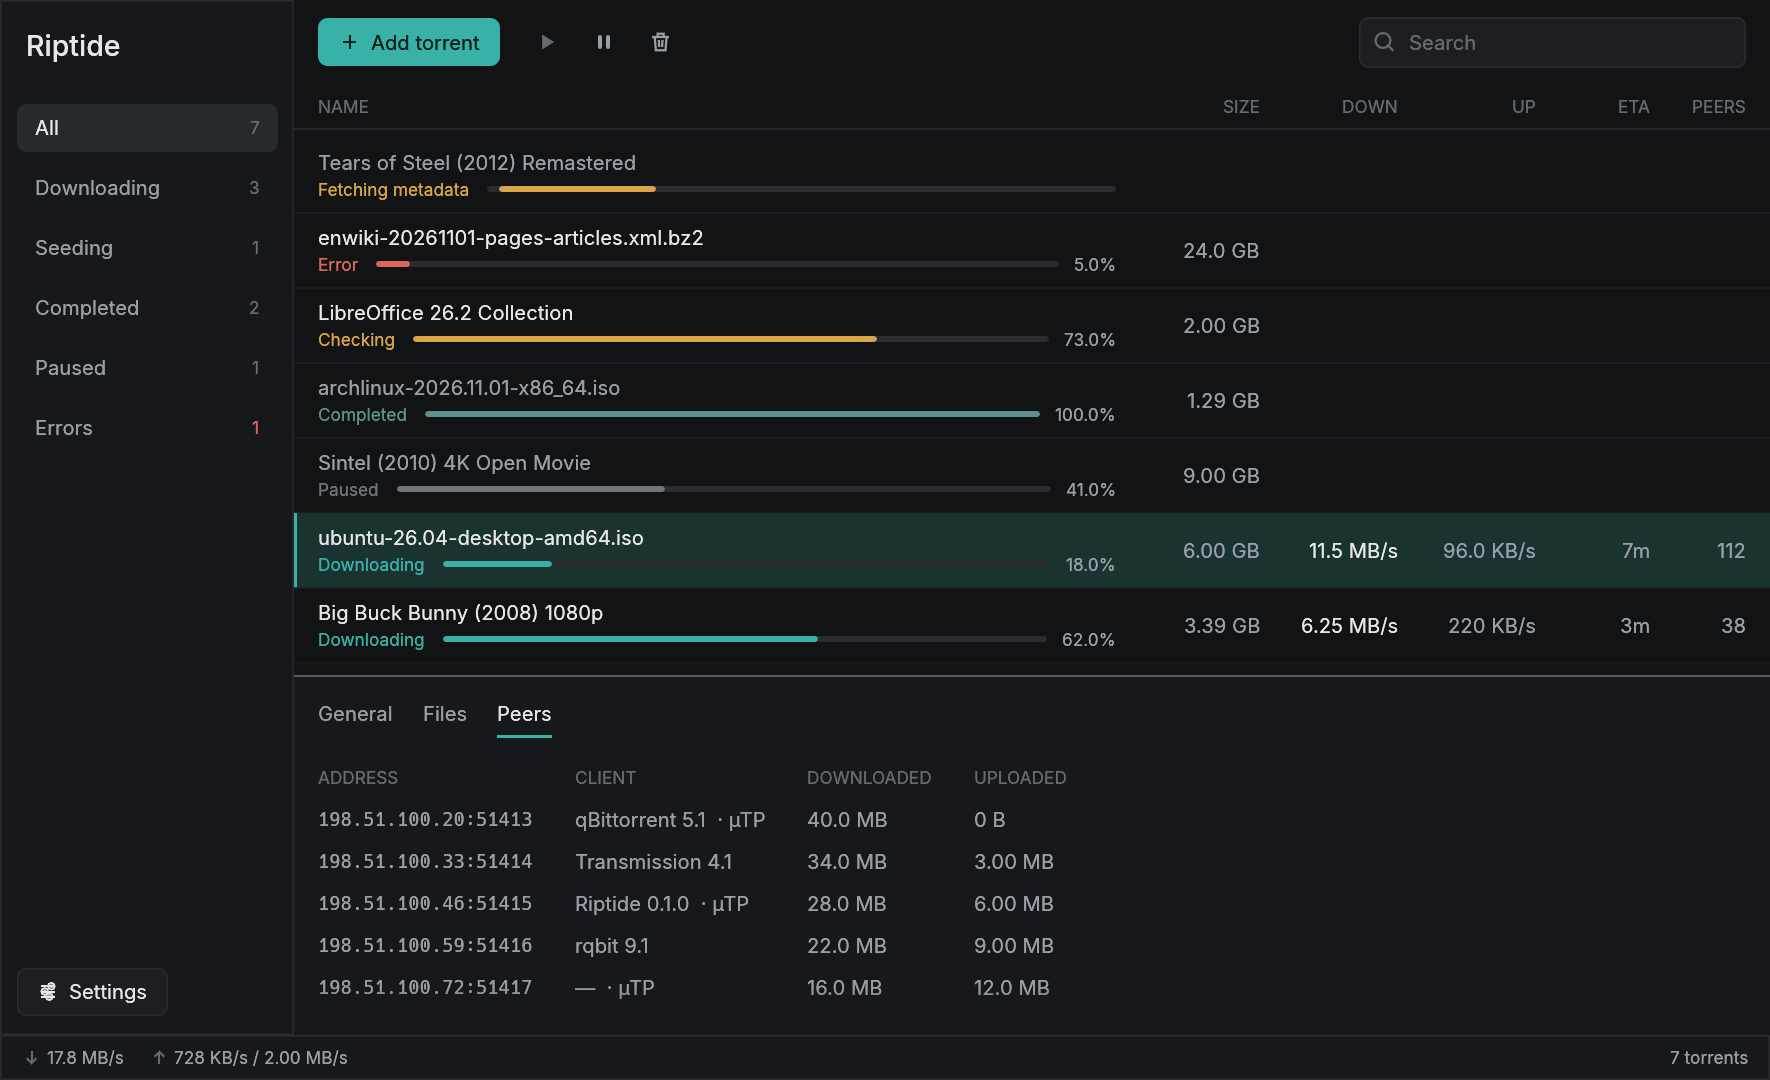 Riptide
All 7
Downloading 3
Seeding 1
Completed 2
Paused 1
Errors 1
Settings
+ Add torrent
Search
NAME SIZE DOWN UP ETA PEERS
Tears of Steel (2012) Remastered
Fetching metadata
enwiki-20261101-pages-articles.xml.bz2
Error 5.0% 24.0 GB
LibreOffice 26.2 Collection
Checking 73.0% 2.00 GB
archlinux-2026.11.01-x86_64.iso
Completed 100.0% 1.29 GB
Sintel (2010) 4K Open Movie
Paused 41.0% 9.00 GB
ubuntu-26.04-desktop-amd64.iso
Downloading 18.0% 6.00 GB 11.5 MB/s 96.0 KB/s 7m 112
Big Buck Bunny (2008) 1080p
Downloading 62.0% 3.39 GB 6.25 MB/s 220 KB/s 3m 38
General Files Peers
ADDRESS CLIENT DOWNLOADED UPLOADED
198.51.100.20:51413 qBittorrent 5.1 · µTP 40.0 MB 0 B
198.51.100.33:51414 Transmission 4.1 34.0 MB 3.00 MB
198.51.100.46:51415 Riptide 0.1.0 · µTP 28.0 MB 6.00 MB
198.51.100.59:51416 rqbit 9.1 22.0 MB 9.00 MB
198.51.100.72:51417 — · µTP 16.0 MB 12.0 MB
↓ 17.8 MB/s ↑ 728 KB/s / 2.00 MB/s 7 torrents